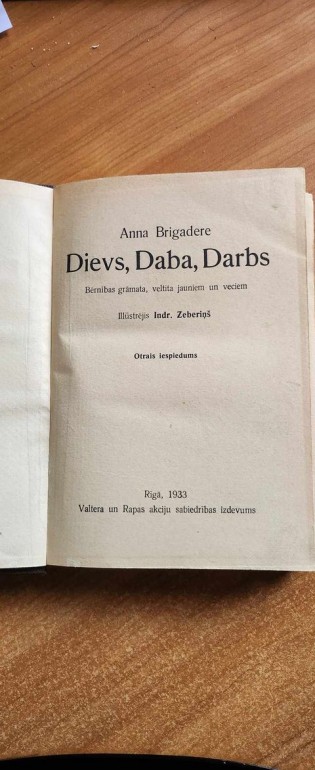 Anna Brigadere
Dievs, Daba, Darbs
Bērnības grāmata, veltīta jauniem un veciem
Illūstrējis Indr. Zeberiņš
Otrais iespiedums
Rīgā, 1933
Valtera un Rapas akciju sabiedrības izdevums